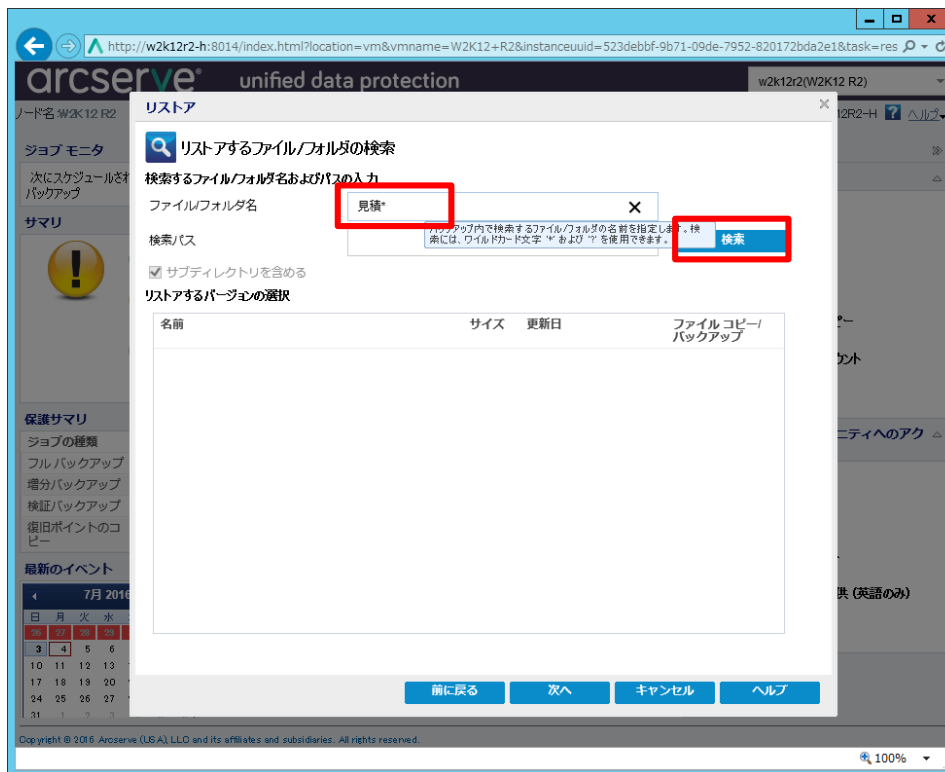 http://w2k12r2-h:8014/index.html?location=vm&vmname=W2K12+R2&instanceuuid=523debbf-9b71-09de-7952-820172bda2e1&task=res
arcserve® unified data protection
w2k12r2(W2K12 R2)
ノード名:W2K12 R2
リストア
12R2-H
ヘルプ
ジョブ モニタ
リストアするファイル/フォルダの検索
次にスケジュールされ
バックアップ
検索するファイル/フォルダ名およびパスの入力
ファイル/フォルダ名
見積*
サマリ
検索パス
バックアップ内で検索するファイル/フォルダの名前を指定します。検
索には、ワイルドカード文字 '*' および '?' を使用できます。
検索
サブディレクトリを含める
リストアするバージョンの選択
名前
サイズ
更新日
ファイル コピー/
バックアップ
ピー
ウント
保護サマリ
ジョブの種類
ニティへのアク
フル バックアップ
増分バックアップ
検証バックアップ
復旧ポイントのコ
ピー
最新のイベント
7月 2016
供 (英語のみ)
日 月 火 水
26 27 28 29
3 4 5 6
10 11 12 13
17 18 19 20
24 25 26 27
31 1 2 3
前に戻る
次へ
キャンセル
ヘルプ
Copyright © 2016 Arcserve (USA), LLC and its affiliates and subsidiaries. All rights reserved.
100%